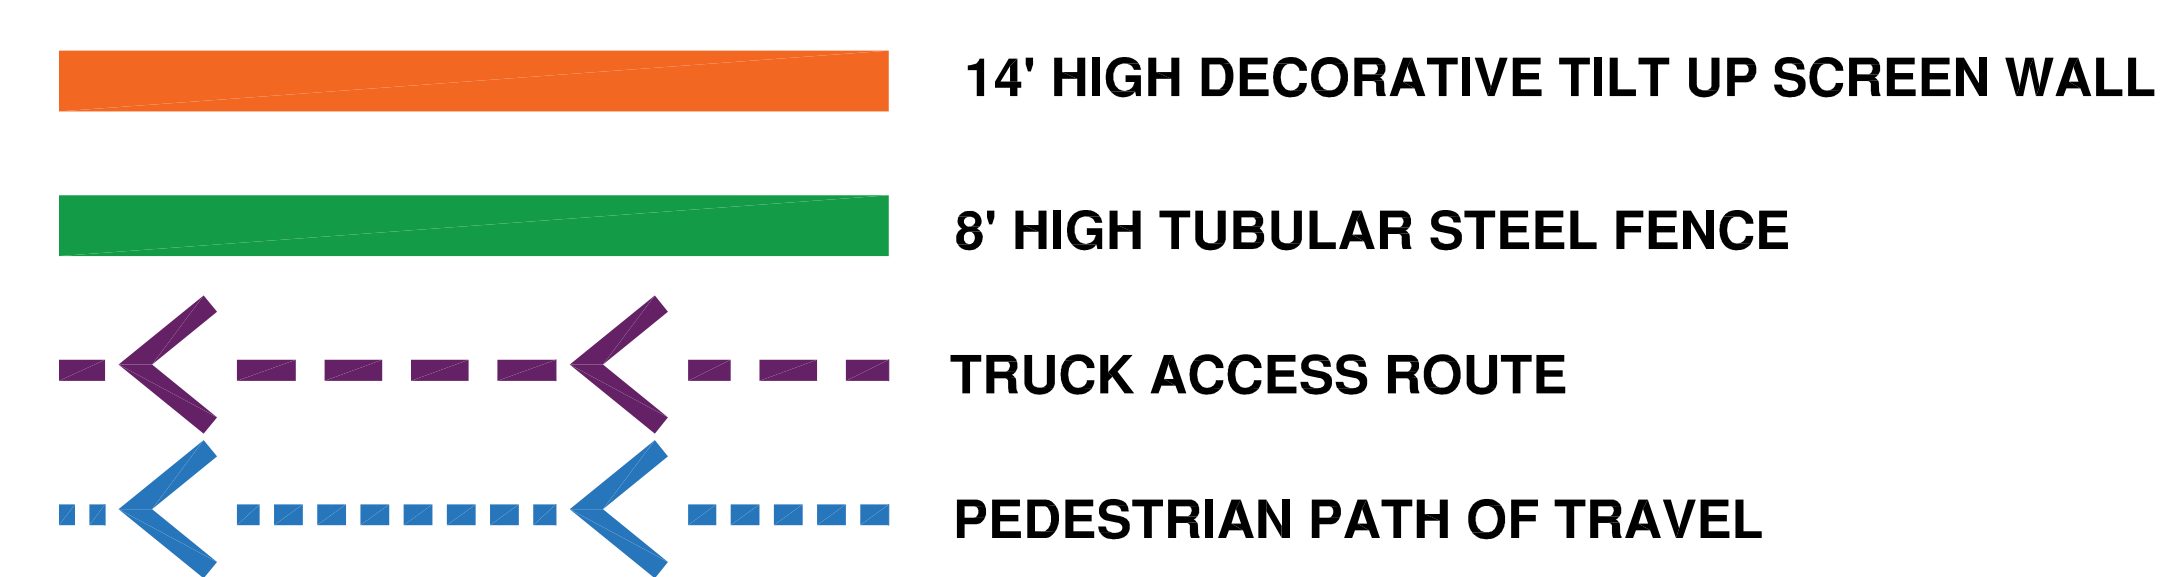 14' HIGH DECORATIVE TILT UP SCREEN WALL
8' HIGH TUBULAR STEEL FENCE
TRUCK ACCESS ROUTE
PEDESTRIAN PATH OF TRAVEL